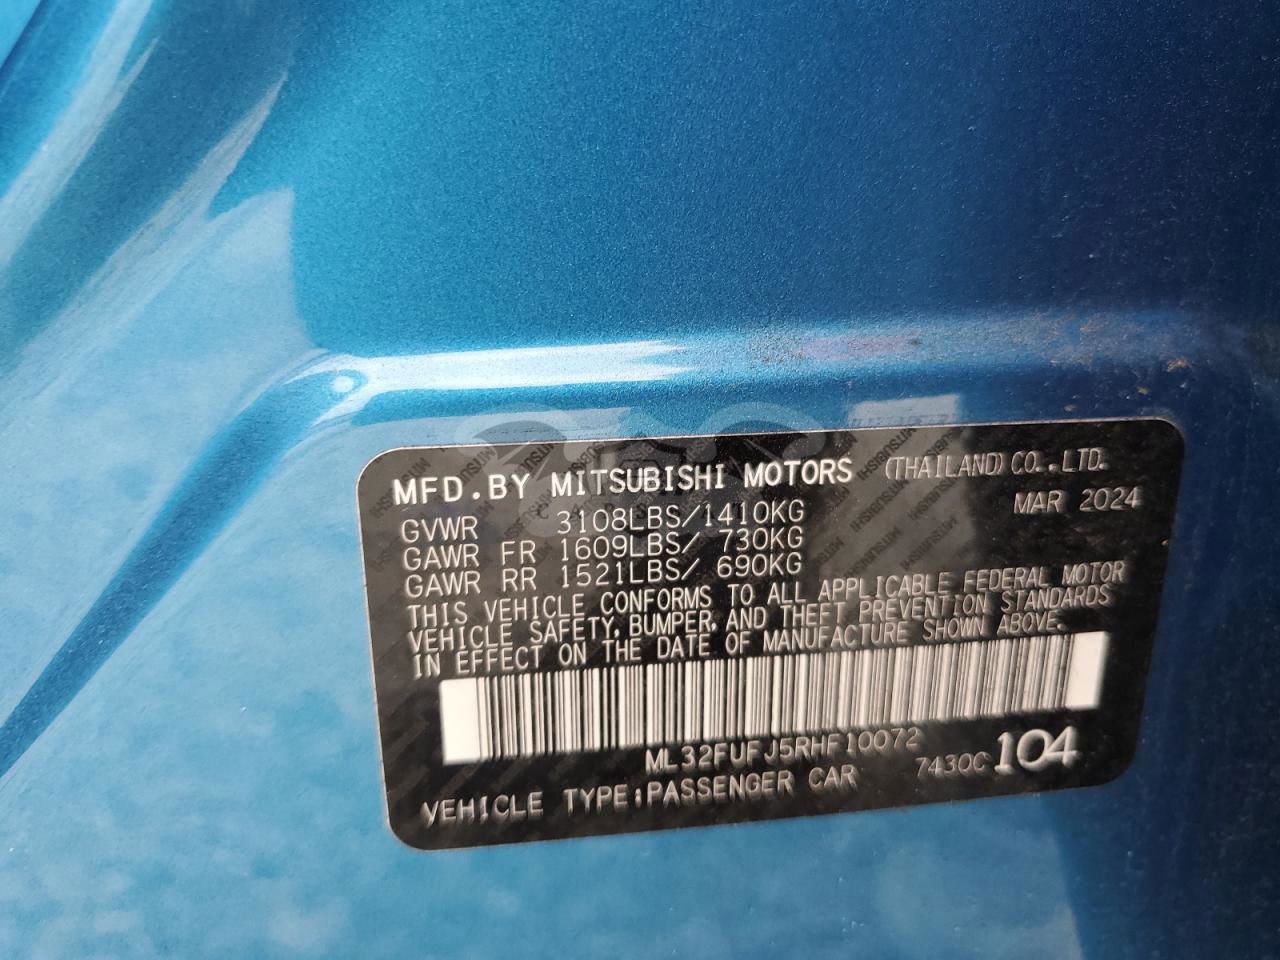 MFD.BY MITSUBISHI MOTORS (THAILAND) CO.,LTD.
MAR 2024
GVWR 3108LBS/1410KG
GAWR FR 1609LBS/ 730KG
GAWR RR 1521LBS/ 690KG
THIS VEHICLE CONFORMS TO ALL APPLICABLE FEDERAL MOTOR
VEHICLE SAFETY, BUMPER, AND THEFT PREVENTION STANDARDS
IN EFFECT ON THE DATE OF MANUFACTURE SHOWN ABOVE.
ML32FUFJ5RHF10072
7430C 104
VEHICLE TYPE:PASSENGER CAR